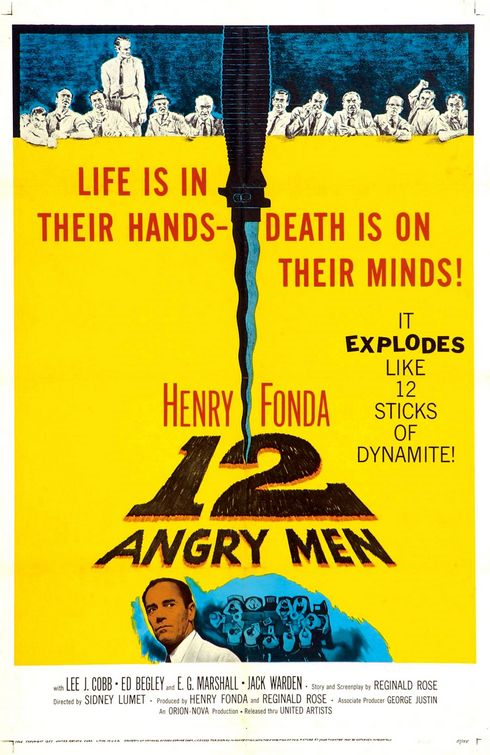 LIFE IS IN
THEIR HANDS– DEATH IS ON
THEIR MINDS!
IT
EXPLODES
LIKE
12
STICKS
OF
DYNAMITE!
HENRY FONDA
12
ANGRY MEN
with LEE J. COBB • ED BEGLEY and E. G. MARSHALL • JACK WARDEN • Story and Screenplay by REGINALD ROSE
Directed by SIDNEY LUMET • Produced by HENRY FONDA and REGINALD ROSE • Associate Producer GEORGE JUSTIN
An ORION-NOVA Production • Released thru UNITED ARTISTS